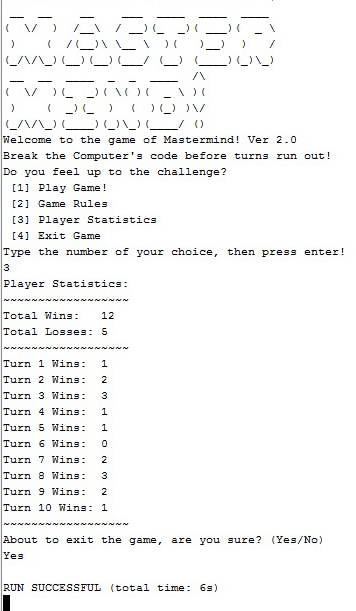 MASTER
MIND!
Welcome to the game of Mastermind! Ver 2.0
Break the Computer's code before turns run out!
Do you feel up to the challenge?
[1] Play Game!
[2] Game Rules
[3] Player Statistics
[4] Exit Game
Type the number of your choice, then press enter!
3
Player Statistics:
~~~~~~~~~~~~~~~~~~
Total Wins:   12
Total Losses: 5
~~~~~~~~~~~~~~~~~~
Turn 1 Wins:  1
Turn 2 Wins:  2
Turn 3 Wins:  3
Turn 4 Wins:  1
Turn 5 Wins:  1
Turn 6 Wins:  0
Turn 7 Wins:  2
Turn 8 Wins:  3
Turn 9 Wins:  2
Turn 10 Wins: 1
~~~~~~~~~~~~~~~~~~
About to exit the game, are you sure? (Yes/No)
Yes
RUN SUCCESSFUL (total time: 6s)